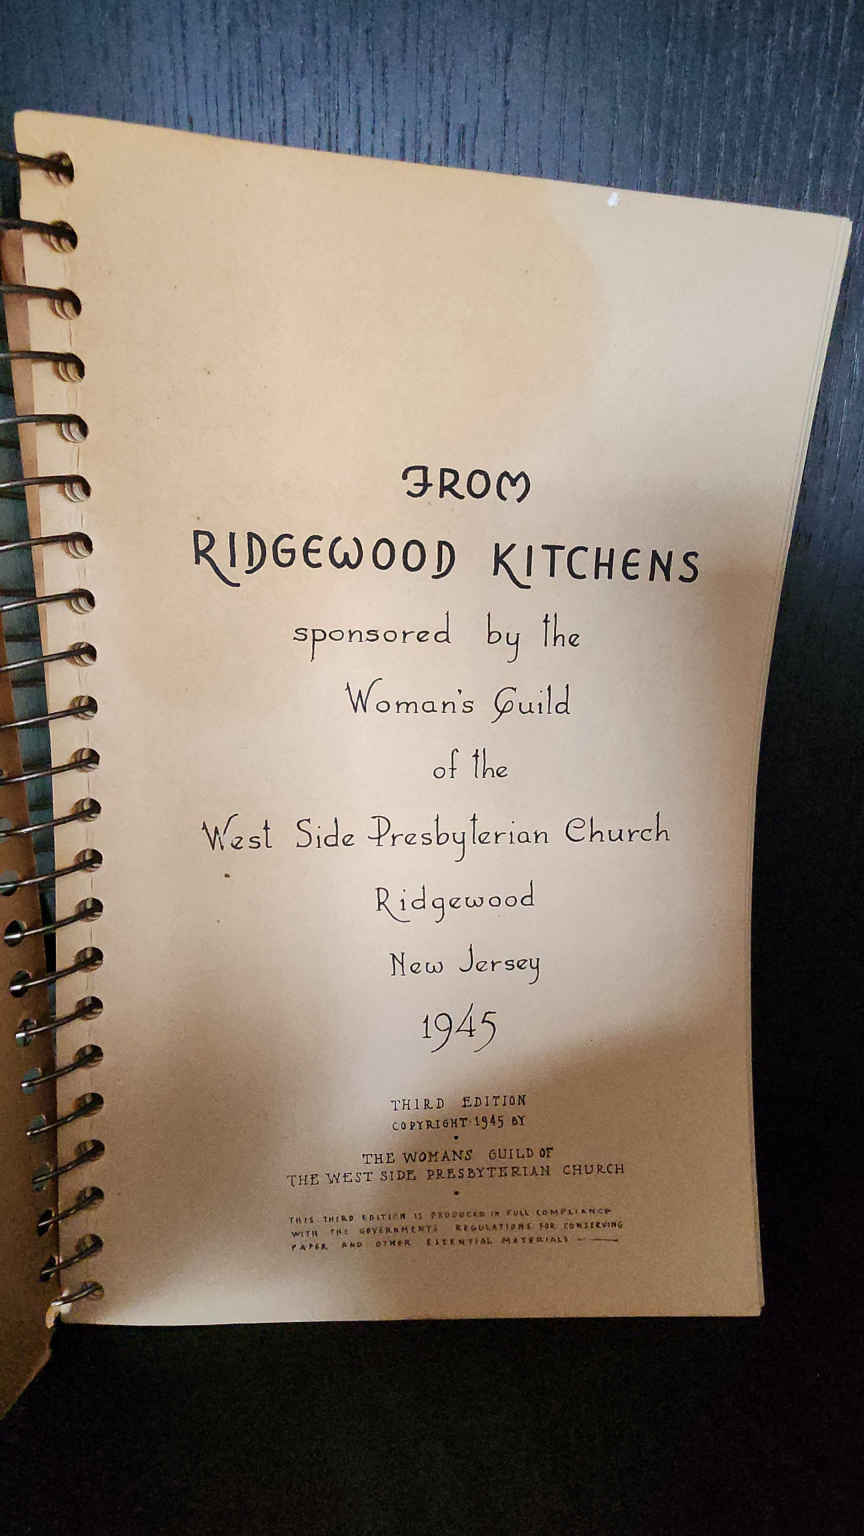 FROM
RIDGEWOOD KITCHENS
sponsored by the
Woman's Guild
of the
West Side Presbyterian Church
Ridgewood
New Jersey
1945
THIRD EDITION
COPYRIGHT·1945 BY
THE WOMANS GUILD OF
THE WEST SIDE PRESBYTERIAN CHURCH
THIS THIRD EDITION IS PRODUCED IN FULL COMPLIANCE
WITH THE GOVERNMENTS REGULATIONS FOR CONSERVING
PAPER AND OTHER ESSENTIAL MATERIALS